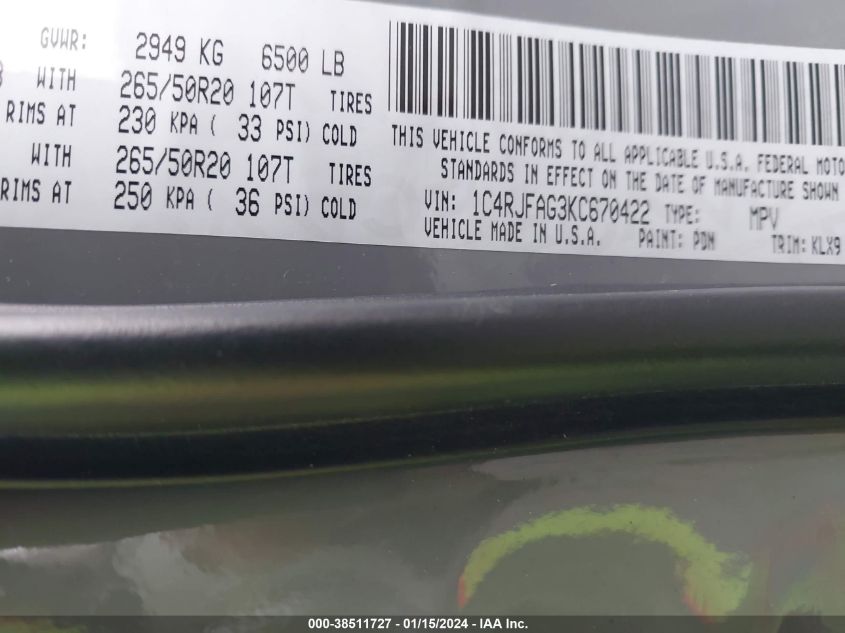 GVWR: 2949 KG 6500 LB
WITH 265/50R20 107T TIRES
RIMS AT 230 KPA ( 33 PSI) COLD
WITH 265/50R20 107T TIRES
RIMS AT 250 KPA ( 36 PSI) COLD
THIS VEHICLE CONFORMS TO ALL APPLICABLE U.S.A. FEDERAL MOTO
STANDARDS IN EFFECT ON THE DATE OF MANUFACTURE SHOWN
VIN: 1C4RJFAG3KC670422 TYPE: MPV
VEHICLE MADE IN U.S.A. PAINT: PDN TRIM: KLX9
000-38511727 - 01/15/2024 - IAA Inc.